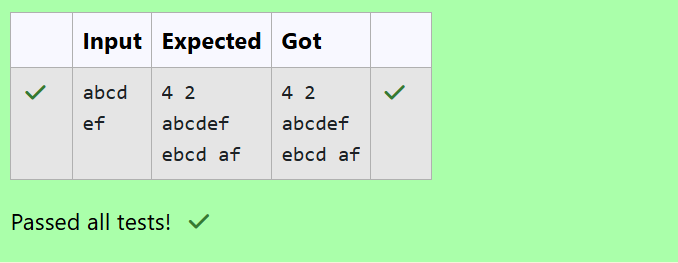 Input Expected Got
abcd 4 2 4 2
ef abcdef abcdef
ebcd af ebcd af
Passed all tests!